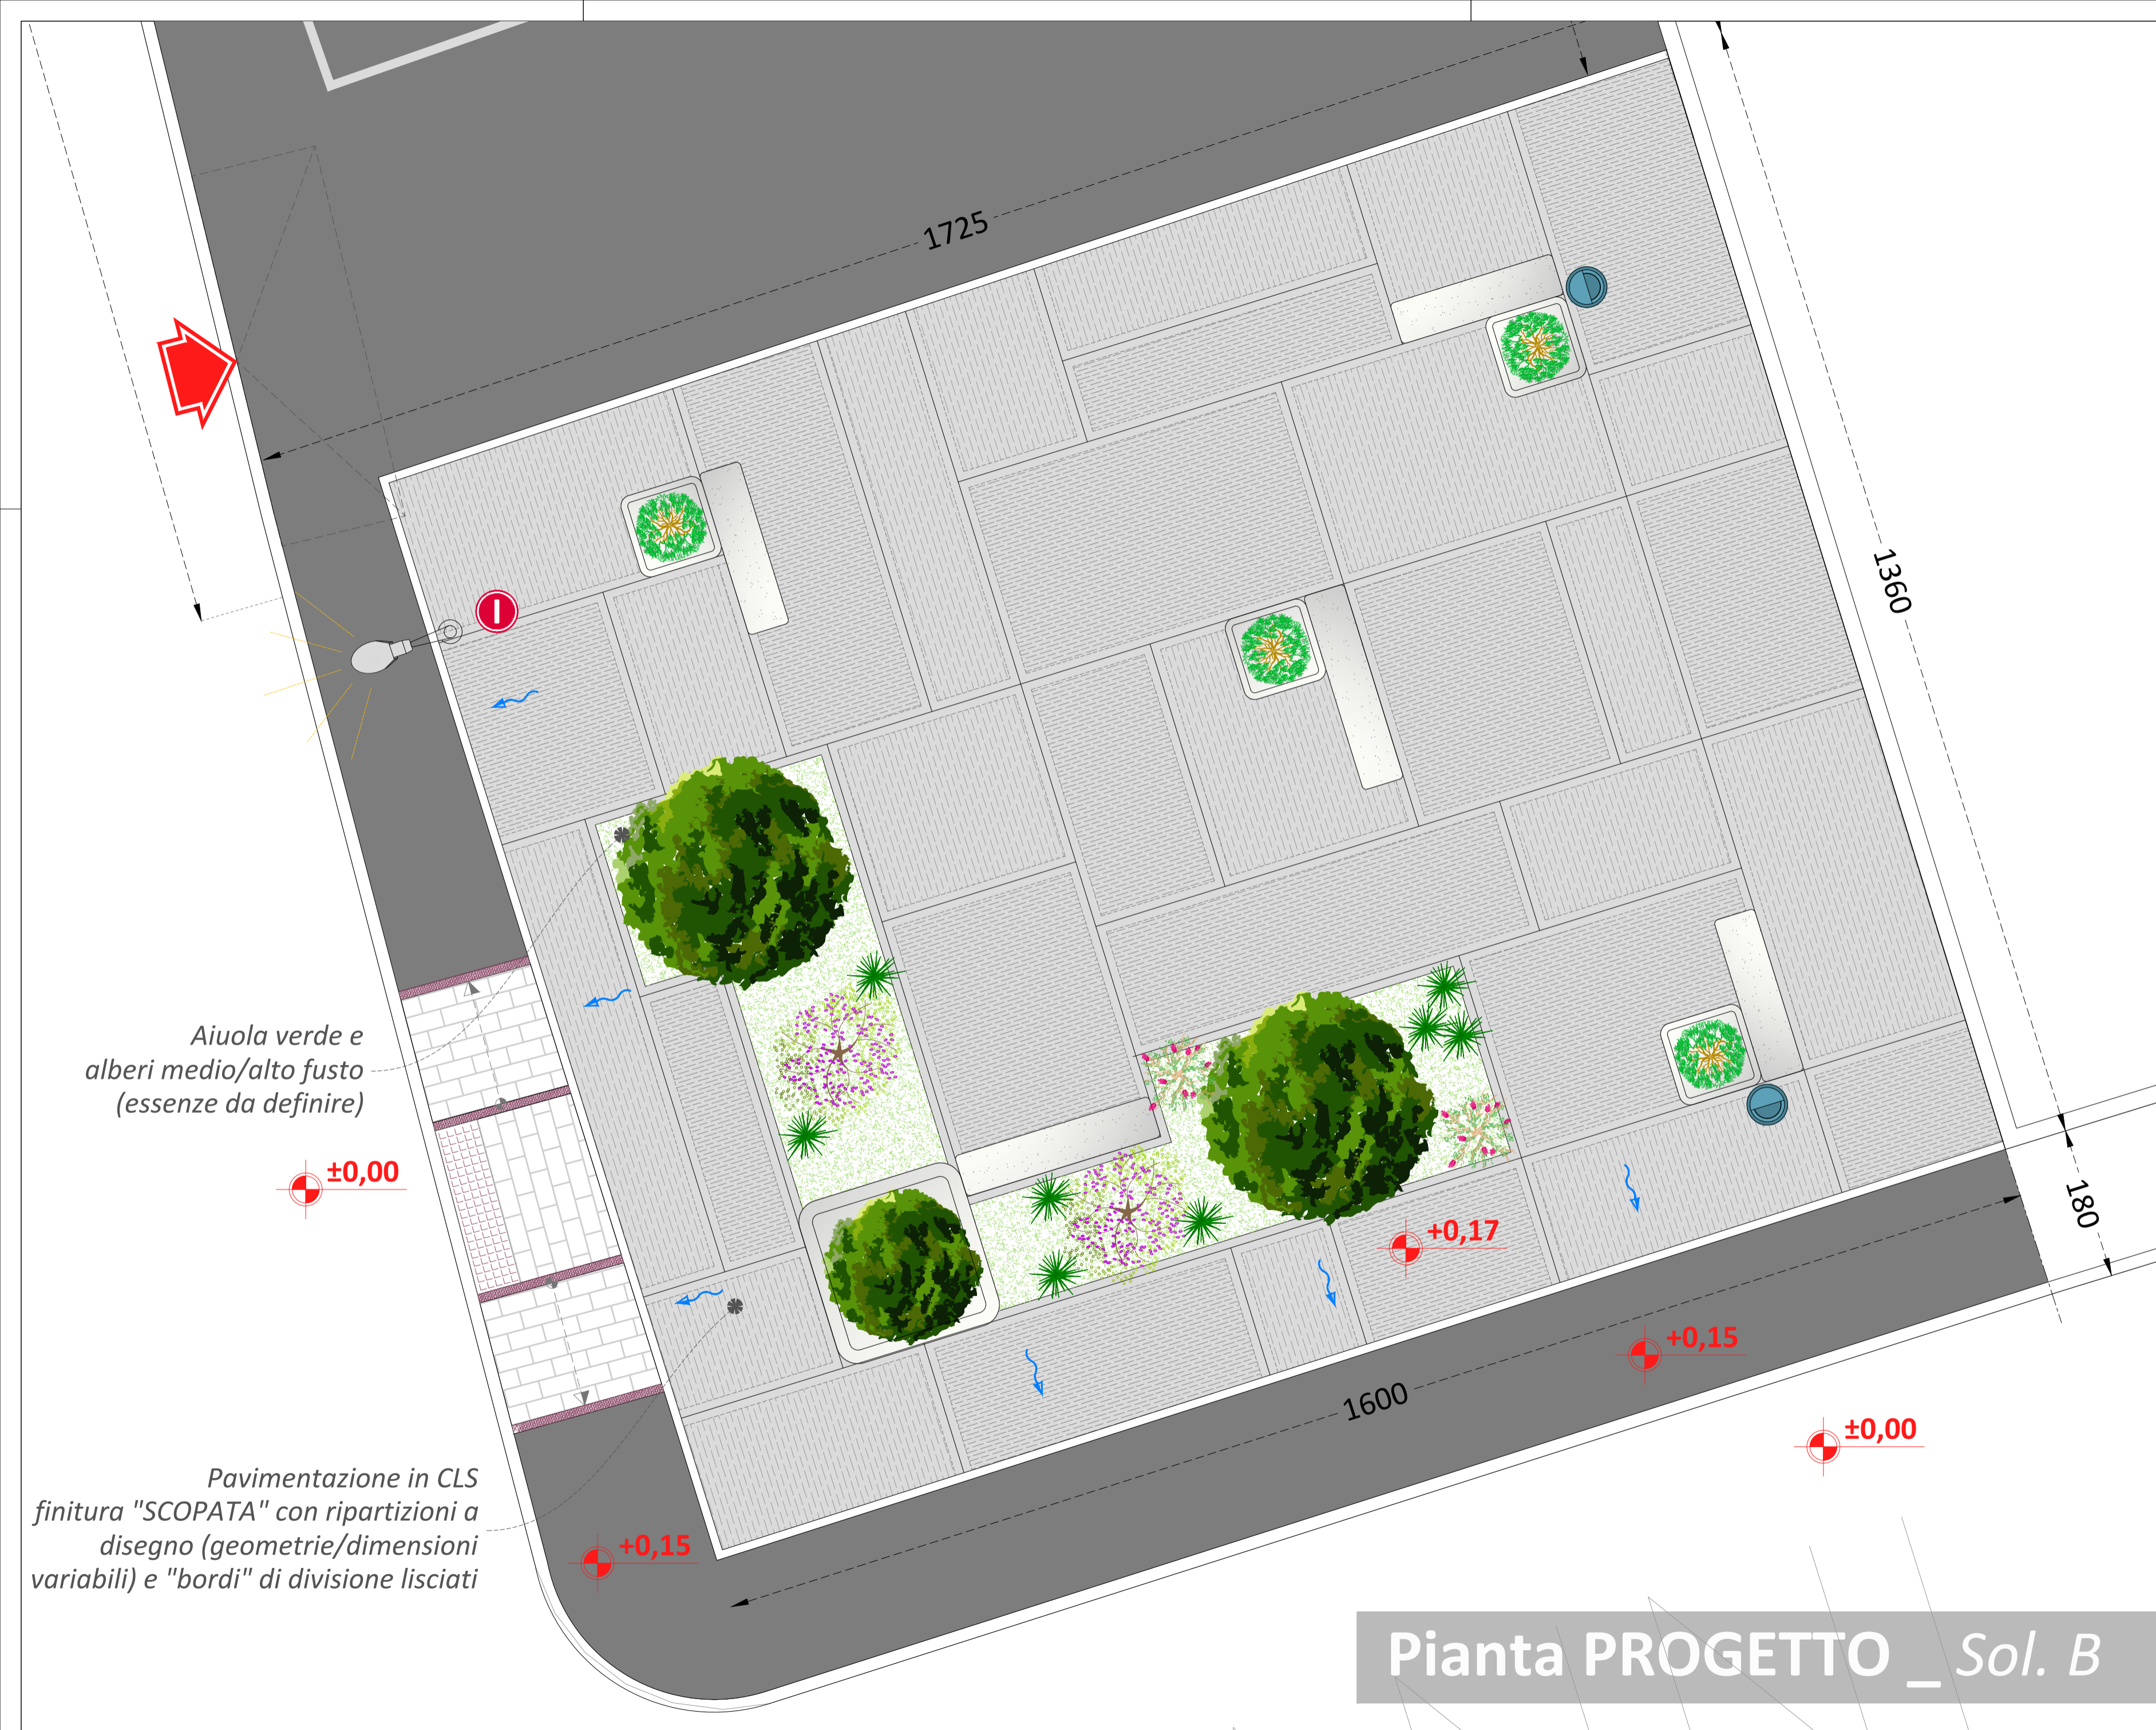 1725
1360
Aiuola verde e
alberi medio/alto fusto
(essenze da definire)
±0,00
180
+0,17
+0,15
1600
±0,00
Pavimentazione in CLS
finitura "SCOPATA" con ripartizioni a
disegno (geometrie/dimensioni
variabili) e "bordi" di divisione lisciati
+0,15
Pianta PROGETTO _ Sol. B